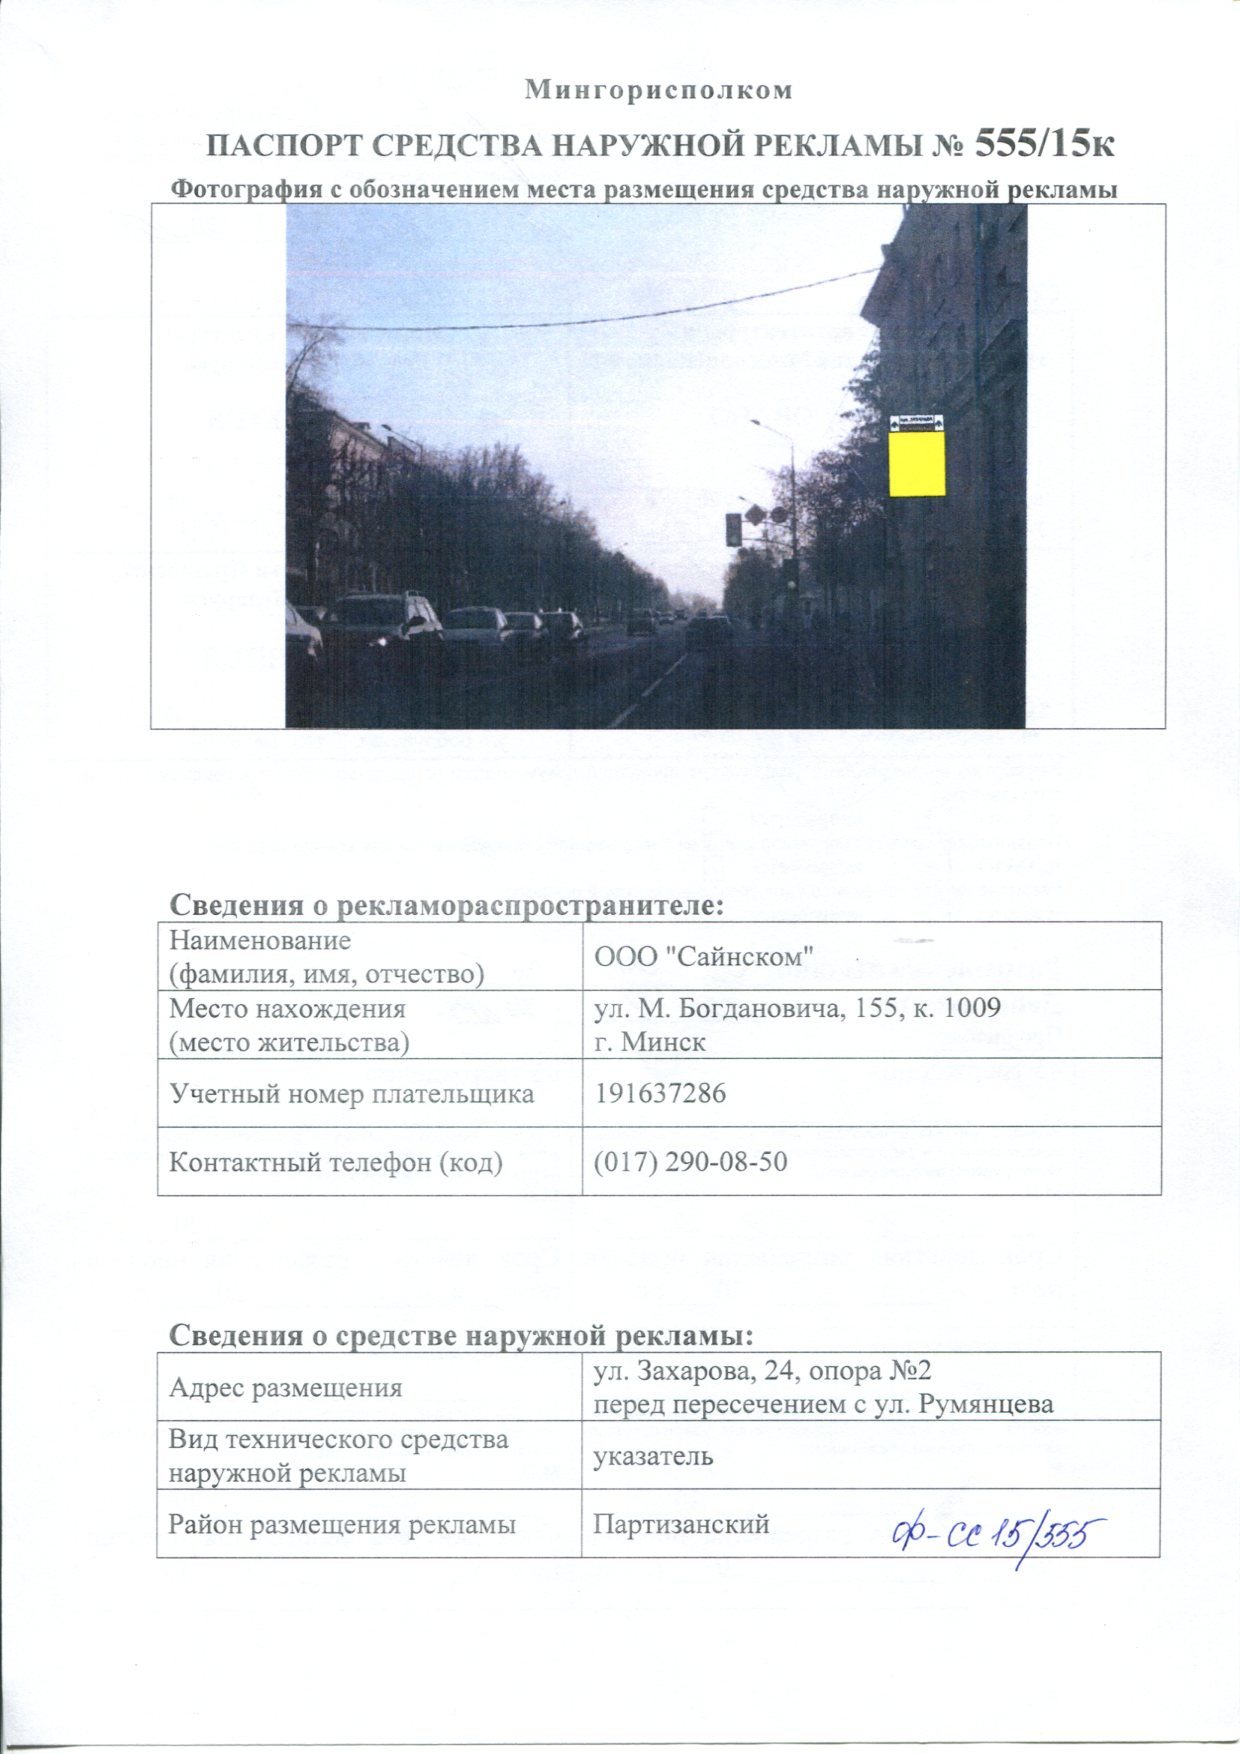 Мингорисполком
ПАСПОРТ СРЕДСТВА НАРУЖНОЙ РЕКЛАМЫ № 555/15к
Фотография с обозначением места размещения средства наружной рекламы
Сведения о рекламораспространителе:
Наименование
(фамилия, имя, отчество)
ООО "Сайнском"
Место нахождения
(место жительства)
ул. М. Богдановича, 155, к. 1009
г. Минск
Учетный номер плательщика
191637286
Контактный телефон (код)
(017) 290-08-50
Сведения о средстве наружной рекламы:
Адрес размещения
ул. Захарова, 24, опора №2
перед пересечением с ул. Румянцева
Вид технического средства
наружной рекламы
указатель
Район размещения рекламы
Партизанский
ф-сс 15/555